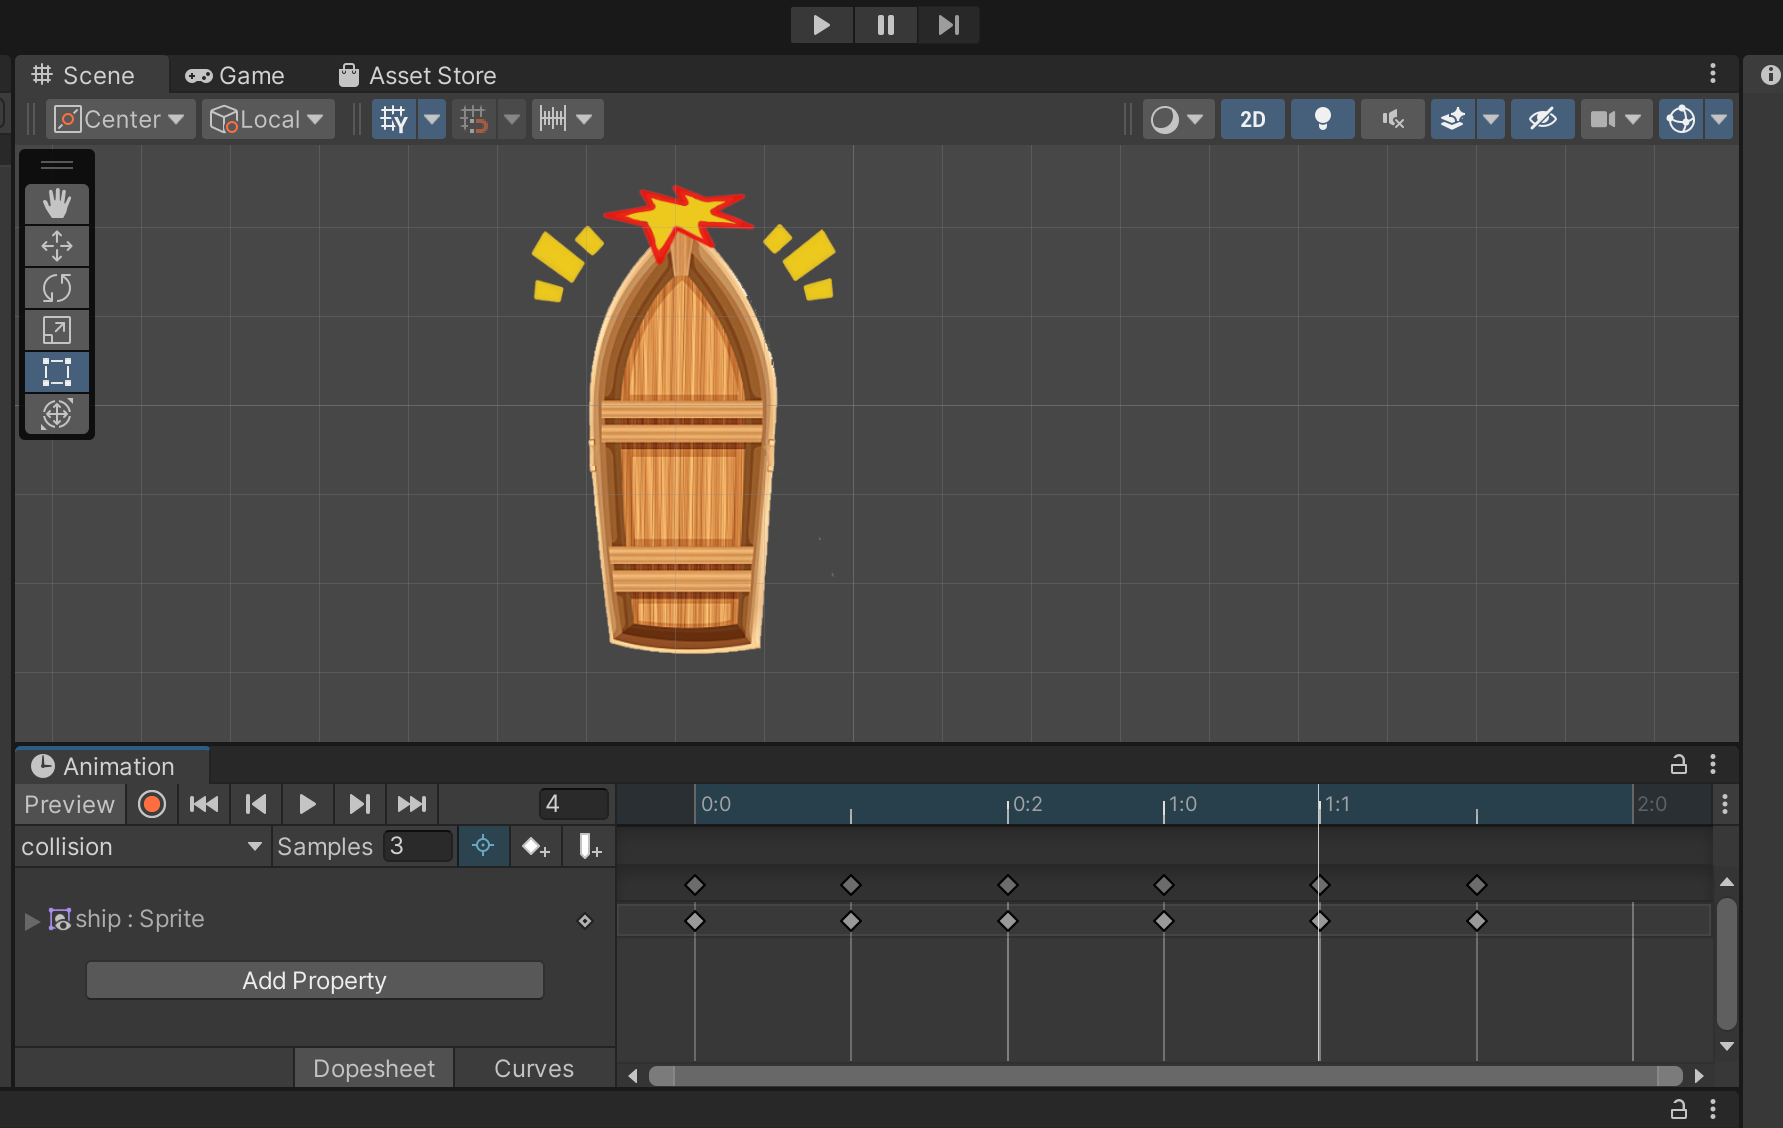 Scene Game Asset Store
Center Local 2D
Animation
Preview 4 0:0 0:2 1:0 1:1 2:0
collision Samples 3
ship : Sprite
Add Property
Dopesheet Curves